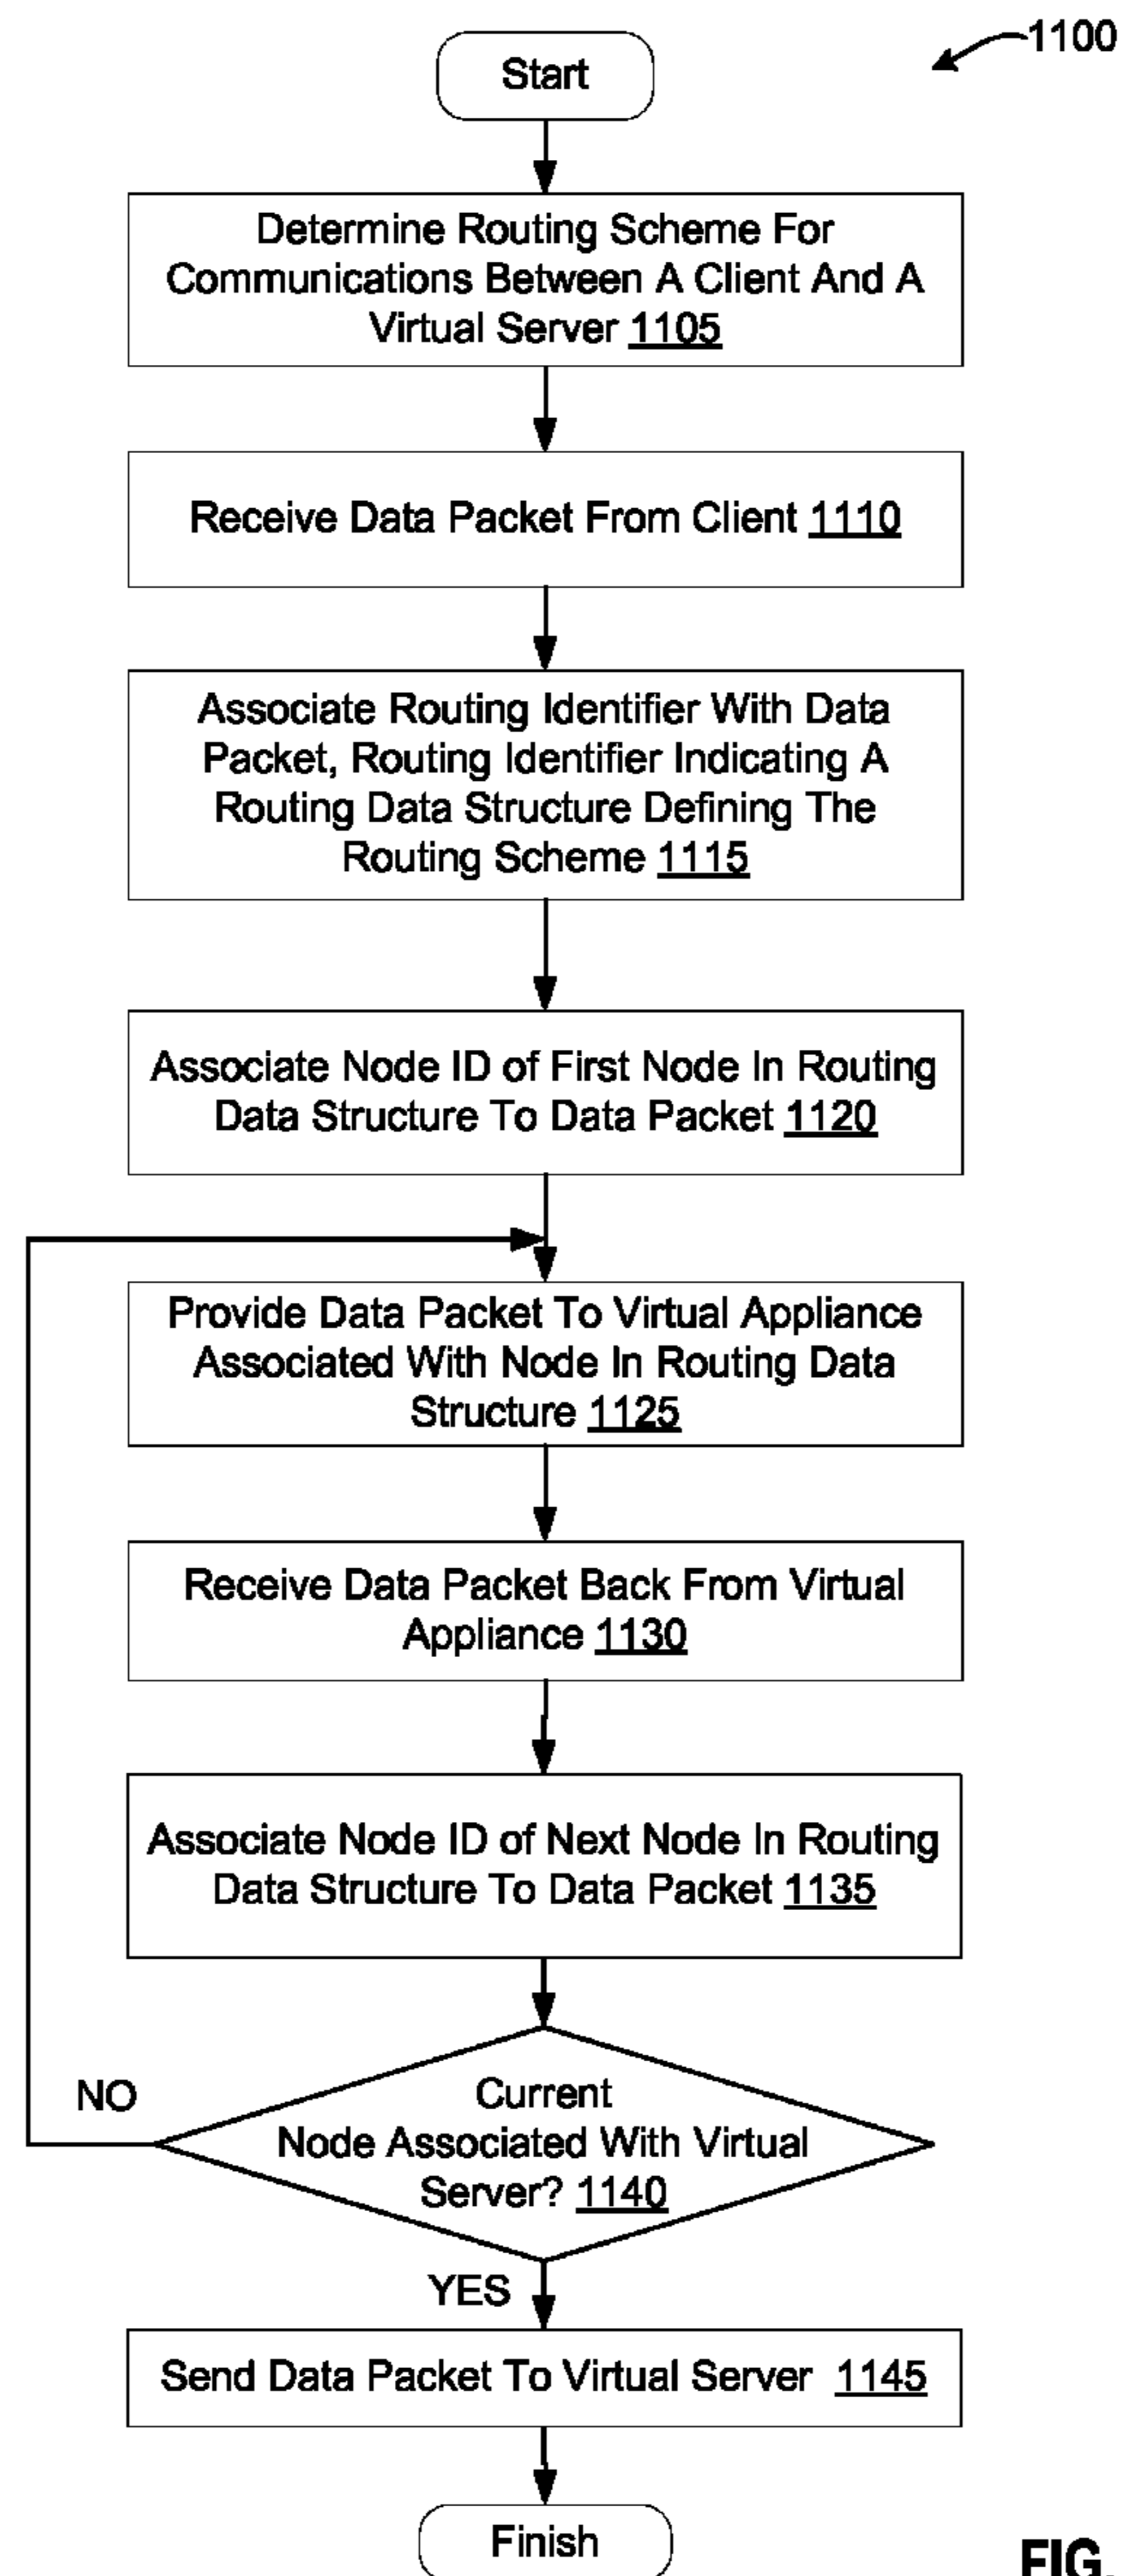 1100
Start
Determine Routing Scheme For
Communications Between A Client And A
Virtual Server 1105
Receive Data Packet From Client 1110
Associate Routing Identifier With Data
Packet, Routing Identifier Indicating A
Routing Data Structure Defining The
Routing Scheme 1115
Associate Node ID of First Node In Routing
Data Structure To Data Packet 1120
Provide Data Packet To Virtual Appliance
Associated With Node In Routing Data
Structure 1125
Receive Data Packet Back From Virtual
Appliance 1130
Associate Node ID of Next Node In Routing
Data Structure To Data Packet 1135
Current
Node Associated With Virtual
Server? 1140
NO
YES
Send Data Packet To Virtual Server 1145
Finish
FIG.